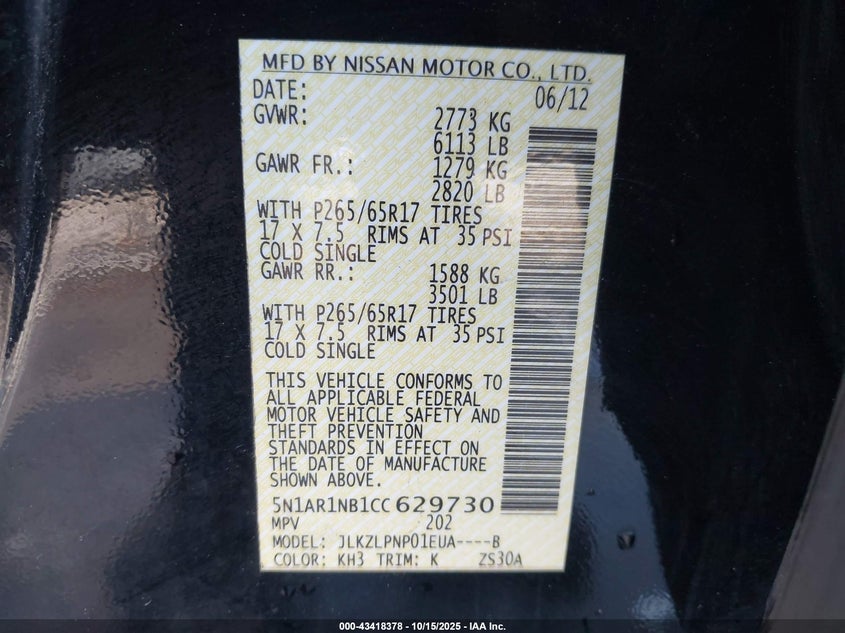 MFD BY NISSAN MOTOR CO., LTD.
DATE: 06/12
GVWR: 2773 KG
6113 LB
GAWR FR.: 1279 KG
2820 LB
WITH P265/65R17 TIRES
17 X 7.5 RIMS AT 35 PSI
COLD SINGLE
GAWR RR.: 1588 KG
3501 LB
WITH P265/65R17 TIRES
17 X 7.5 RIMS AT 35 PSI
COLD SINGLE
THIS VEHICLE CONFORMS TO
ALL APPLICABLE FEDERAL
MOTOR VEHICLE SAFETY AND
THEFT PREVENTION
STANDARDS IN EFFECT ON
THE DATE OF MANUFACTURE
SHOWN ABOVE.
5N1AR1NB1CC629730
MPV 202
MODEL: JLKZLPNP01EUA----B
COLOR: KH3 TRIM: K ZS30A
000-43418378 - 10/15/2025 - IAA Inc.